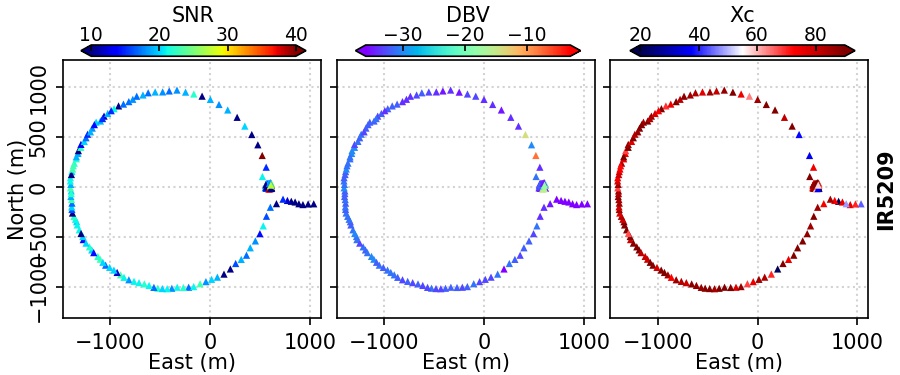 SNR DBV Xc
10 20 30 40 −30 −20 −10 20 40 60 80
1000
500
0
−500
−1000
North (m)
−1000 0 1000 −1000 0 1000 −1000 0 1000
East (m) East (m) East (m)
IR5209